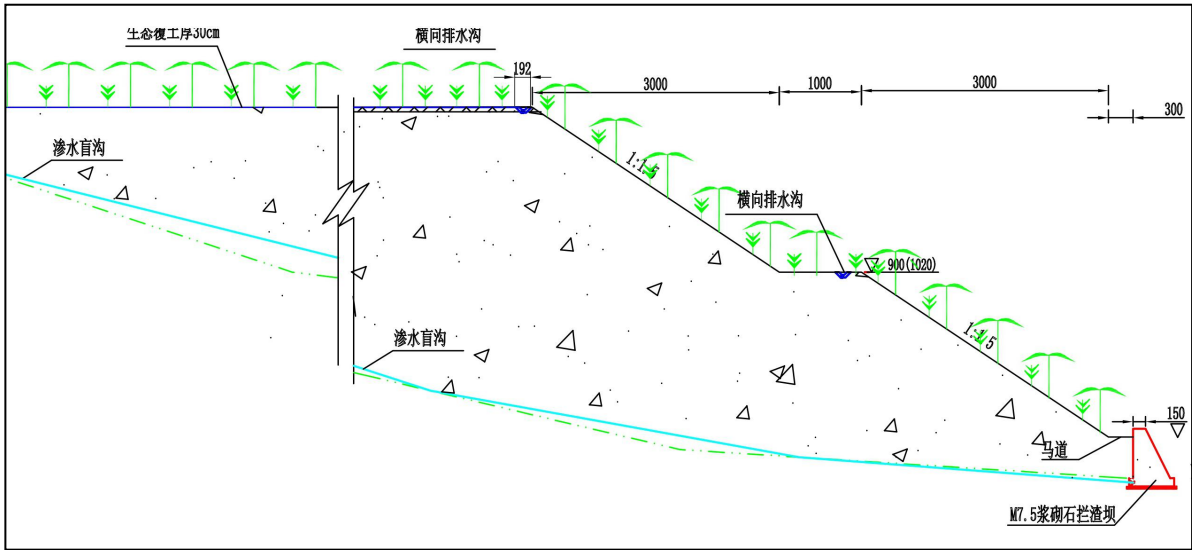 生态覆土厚30cm
横向排水沟
192
3000
1000
3000
300
渗水盲沟
1:1.5
横向排水沟
900(1020)
渗水盲沟
1:1.5
150
马道
M7.5浆砌石拦渣坝